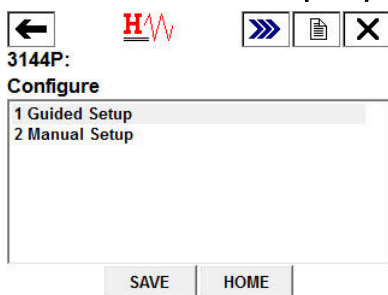 H
3144P:
Configure
1 Guided Setup
2 Manual Setup
SAVE HOME